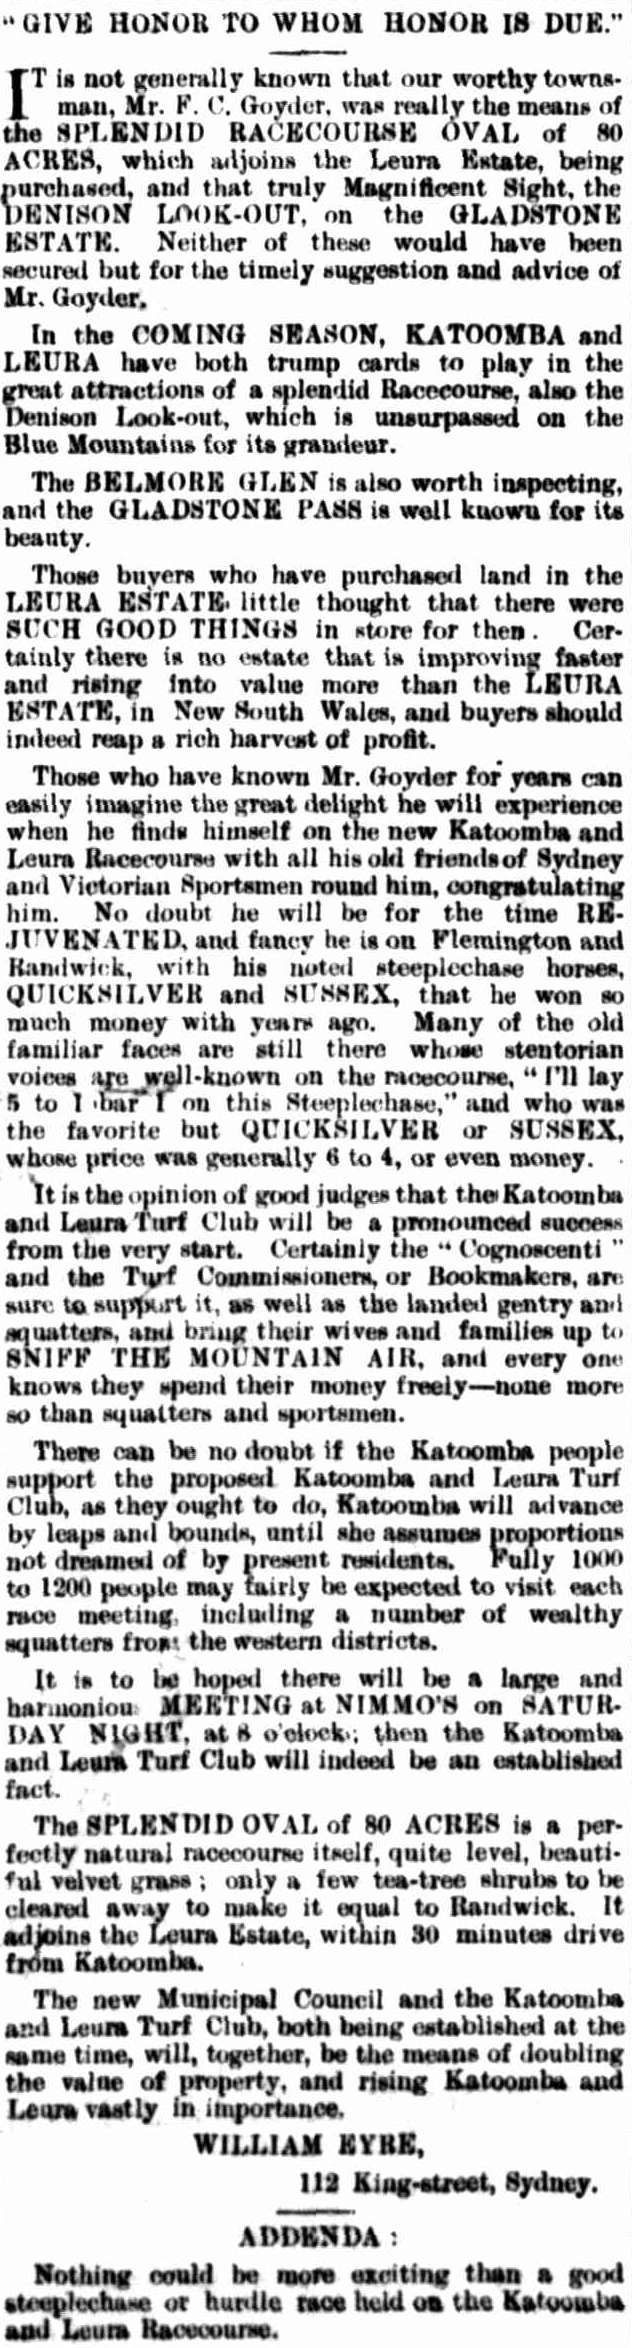 "GIVE HONOR TO WHOM HONOR IS DUE."
IT is not generally known that our worthy towns-
man, Mr. F. C. Goyder, was really the means of
the SPLENDID RACECOURSE OVAL of 80
ACRES, which adjoins the Leura Estate, being
purchased, and that truly Magnificent Sight, the
DENISON LOOK-OUT, on the GLADSTONE
ESTATE. Neither of these would have been
secured but for the timely suggestion and advice of
Mr. Goyder.
In the COMING SEASON, KATOOMBA and
LEURA have both trump cards to play in the
great attractions of a splendid Racecourse, also the
Denison Look-out, which is unsurpassed on the
Blue Mountains for its grandeur.
The BELMORE GLEN is also worth inspecting,
and the GLADSTONE PASS is well known for its
beauty.
Those buyers who have purchased land in the
LEURA ESTATE little thought that there were
SUCH GOOD THINGS in store for them. Cer-
tainly there is no estate that is improving faster
and rising into value more than the LEURA
ESTATE, in New South Wales, and buyers should
indeed reap a rich harvest of profit.
Those who have known Mr. Goyder for years can
easily imagine the great delight he will experience
when he finds himself on the new Katoomba and
Leura Racecourse with all his old friends of Sydney
and Victorian Sportsmen round him, congratulating
him. No doubt he will be for the time RE-
JUVENATED, and fancy he is on Flemington and
Randwick, with his noted steeplechase horses,
QUICKSILVER and SUSSEX, that he won so
much money with years ago. Many of the old
familiar faces are still there whose stentorian
voices are well-known on the racecourse, "I'll lay
5 to 1 bar 1 on this Steeplechase," and who was
the favorite but QUICKSILVER or SUSSEX,
whose price was generally 6 to 4, or even money.
It is the opinion of good judges that the Katoomba
and Leura Turf Club will be a pronounced success
from the very start. Certainly the "Cognoscenti"
and the Turf Commissioners, or Bookmakers, are
sure to support it, as well as the landed gentry and
squatters, and bring their wives and families up to
SNIFF THE MOUNTAIN AIR, and every one
knows they spend their money freely—none more
so than squatters and sportsmen.
There can be no doubt if the Katoomba people
support the proposed Katoomba and Leura Turf
Club, as they ought to do, Katoomba will advance
by leaps and bounds, until she assumes proportions
not dreamed of by present residents. Fully 1000
to 1200 people may fairly be expected to visit each
race meeting, including a number of wealthy
squatters from the western districts.
It is to be hoped there will be a large and
harmonious MEETING at NIMMO'S on SATUR-
DAY NIGHT, at 8 o'clock; then the Katoomba
and Leura Turf Club will indeed be an established
fact.
The SPLENDID OVAL of 80 ACRES is a per-
fectly natural racecourse itself, quite level, beauti-
ful velvet grass; only a few tea-tree shrubs to be
cleared away to make it equal to Randwick. It
adjoins the Leura Estate, within 30 minutes drive
from Katoomba.
The new Municipal Council and the Katoomba
and Leura Turf Club, both being established at the
same time, will, together, be the means of doubling
the value of property, and rising Katoomba and
Leura vastly in importance.
WILLIAM EYRE,
112 King-street, Sydney.
ADDENDA:
Nothing could be more exciting than a good
steeplechase or hurdle race held on the Katoomba
and Leura Racecourse.